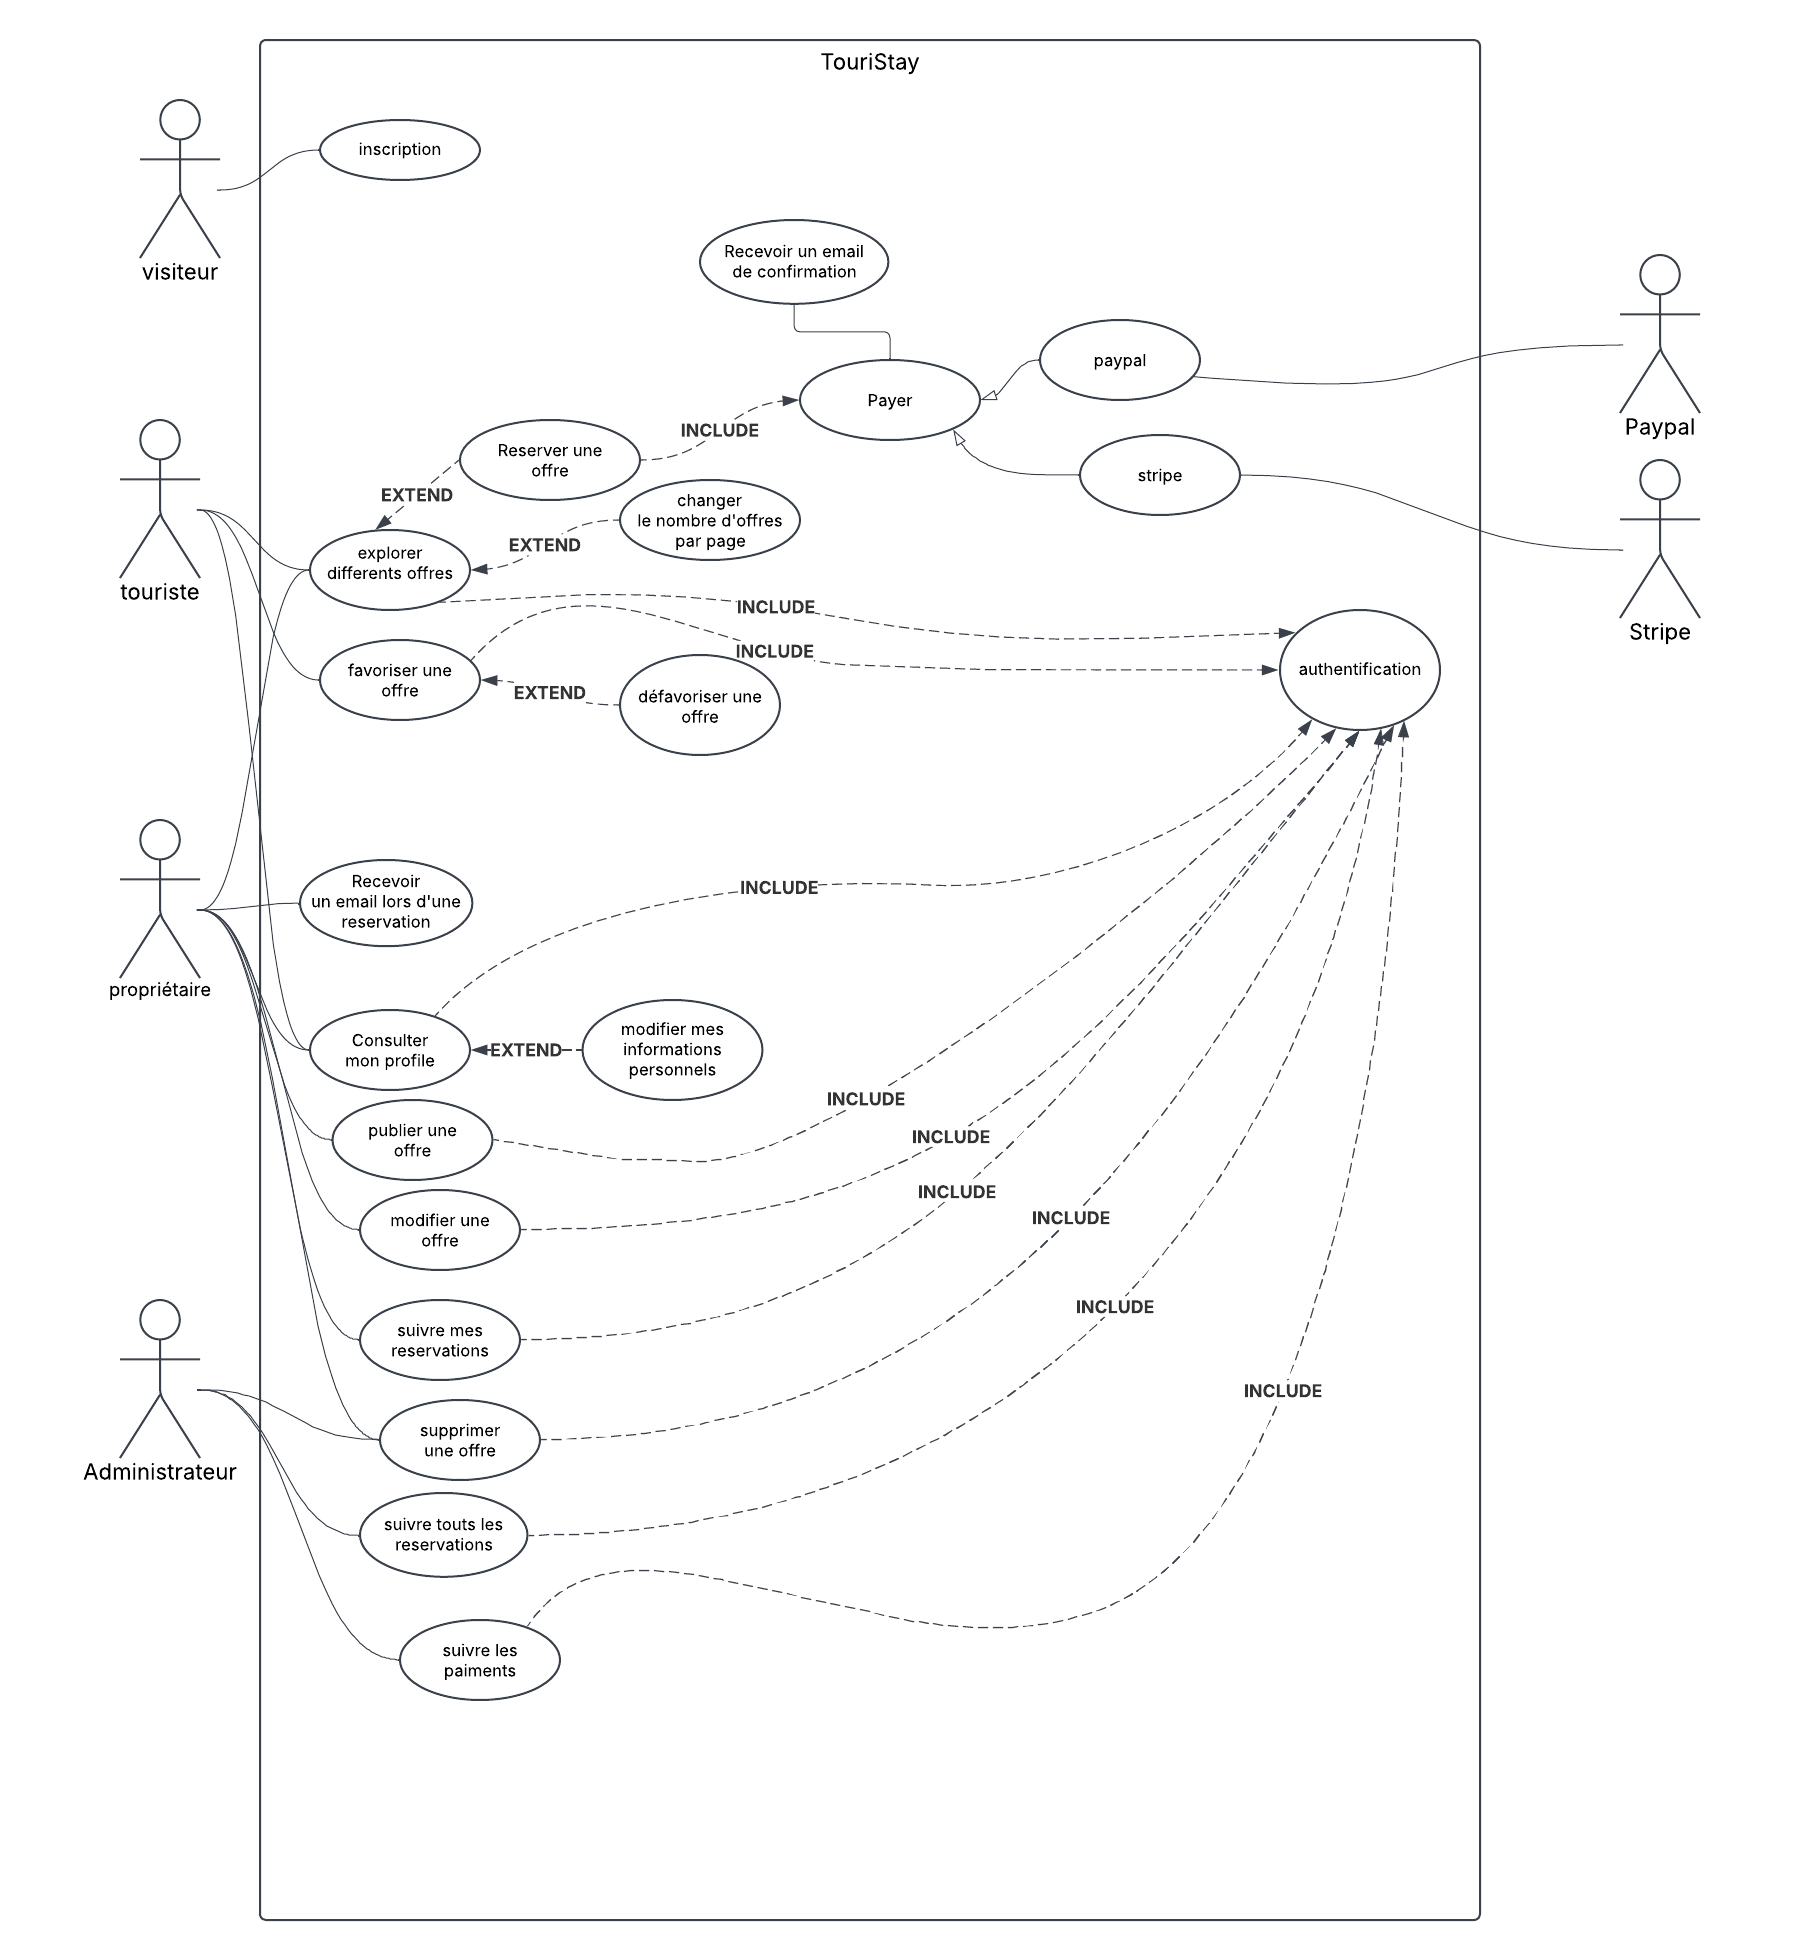 TouriStay
inscription
visiteur
Recevoir un email
de confirmation
paypal
Payer
Paypal
INCLUDE
Reserver une
offre
stripe
EXTEND
changer
le nombre d'offres
par page
EXTEND
explorer
differents offres
touriste
INCLUDE
Stripe
INCLUDE
authentification
favoriser une
offre
EXTEND
défavoriser une
offre
Recevoir
un email lors d'une
reservation
INCLUDE
propriétaire
Consulter
mon profile
EXTEND
modifier mes
informations
personnels
INCLUDE
publier une
offre
INCLUDE
INCLUDE
modifier une
offre
INCLUDE
INCLUDE
suivre mes
reservations
INCLUDE
supprimer
une offre
Administrateur
suivre touts les
reservations
suivre les
paiments